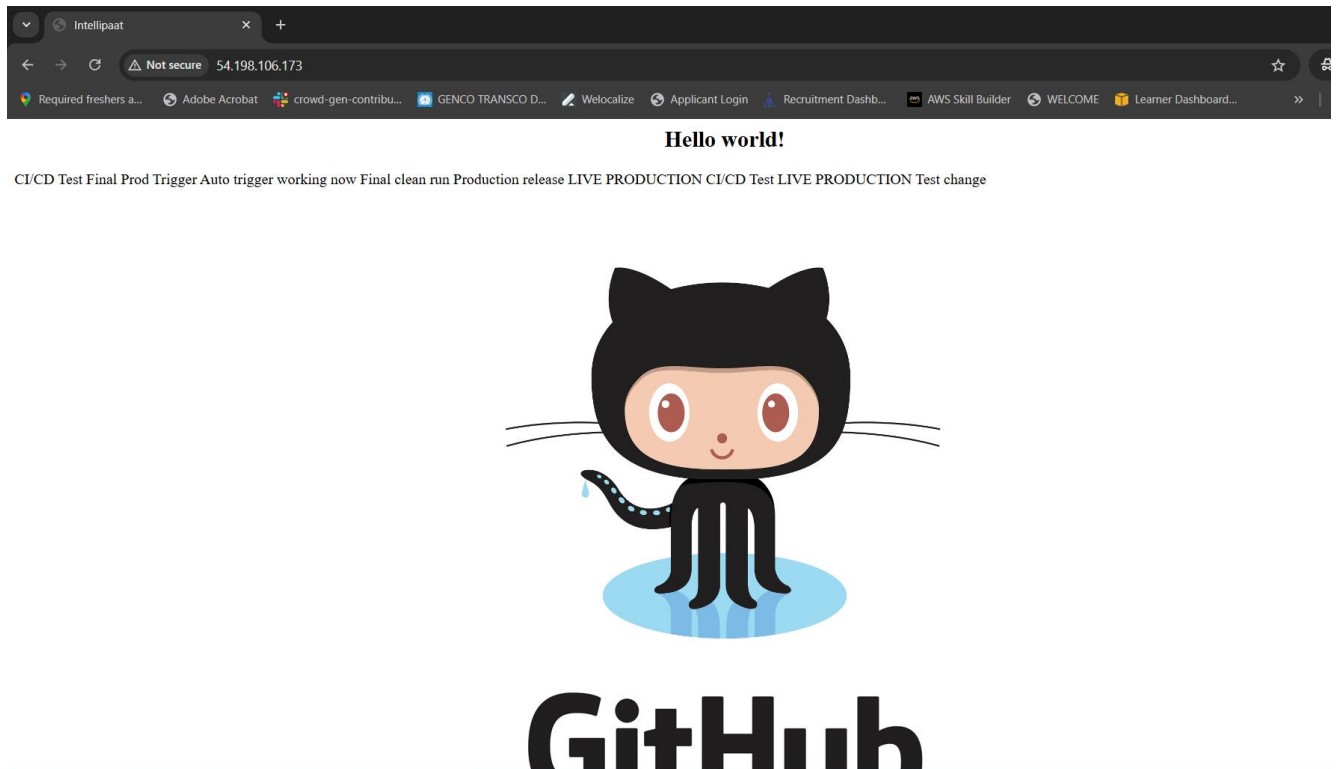 Intellipaat
Not secure 54.198.106.173
Required freshers a... Adobe Acrobat crowd-gen-contribu... GENCO TRANSCO D... Welocalize Applicant Login Recruitment Dashb... AWS Skill Builder WELCOME Learner Dashboard...
Hello world!
CI/CD Test Final Prod Trigger Auto trigger working now Final clean run Production release LIVE PRODUCTION CI/CD Test LIVE PRODUCTION Test change
GitHub